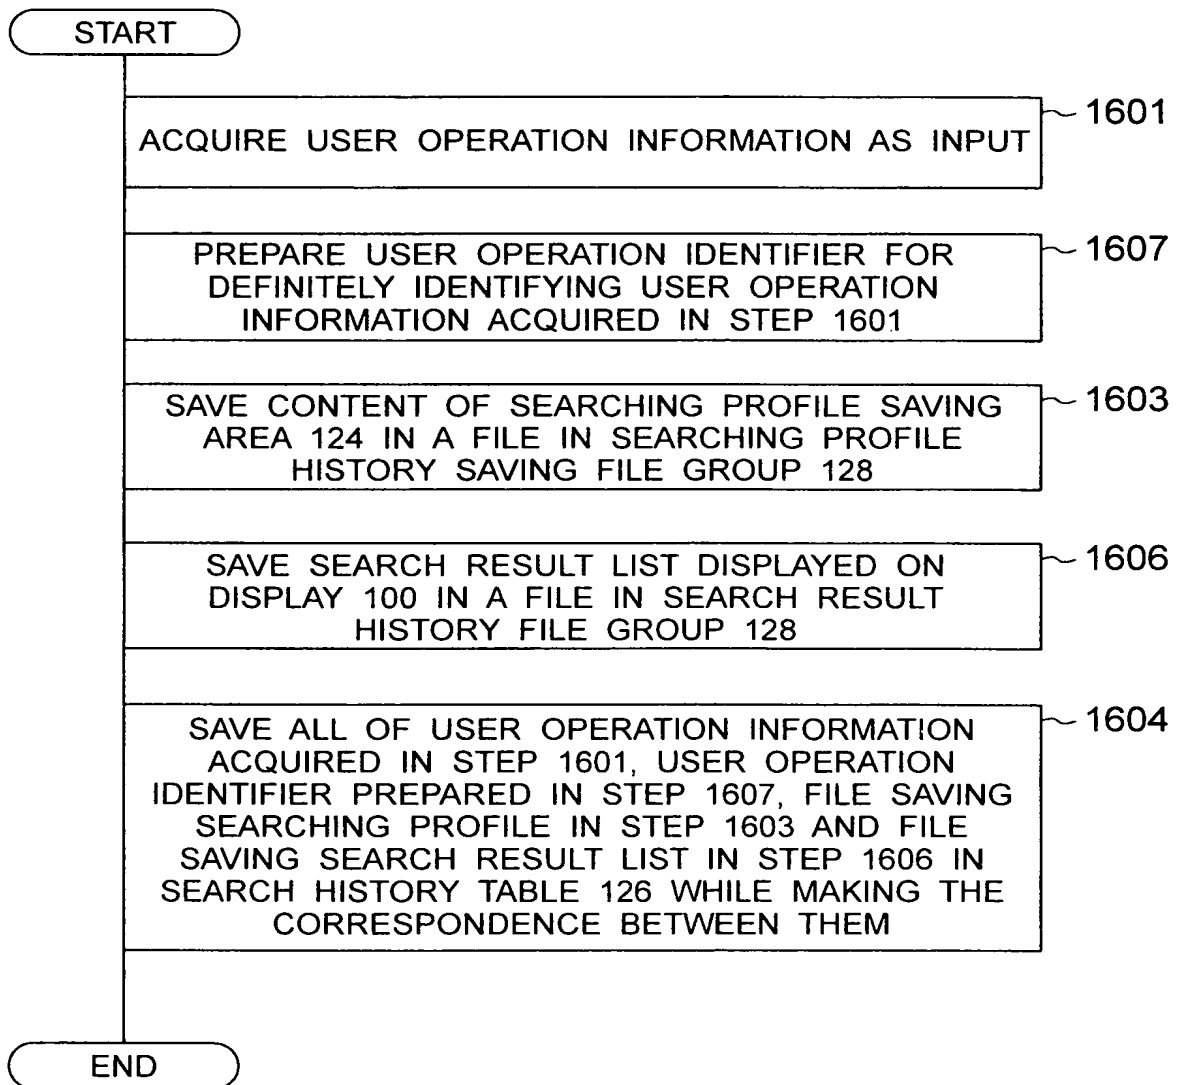 START
ACQUIRE USER OPERATION INFORMATION AS INPUT
1601
PREPARE USER OPERATION IDENTIFIER FOR
DEFINITELY IDENTIFYING USER OPERATION
INFORMATION ACQUIRED IN STEP 1601
1607
SAVE CONTENT OF SEARCHING PROFILE SAVING
AREA 124 IN A FILE IN SEARCHING PROFILE
HISTORY SAVING FILE GROUP 128
1603
SAVE SEARCH RESULT LIST DISPLAYED ON
DISPLAY 100 IN A FILE IN SEARCH RESULT
HISTORY FILE GROUP 128
1606
SAVE ALL OF USER OPERATION INFORMATION
ACQUIRED IN STEP 1601, USER OPERATION
IDENTIFIER PREPARED IN STEP 1607, FILE SAVING
SEARCHING PROFILE IN STEP 1603 AND FILE
SAVING SEARCH RESULT LIST IN STEP 1606 IN
SEARCH HISTORY TABLE 126 WHILE MAKING THE
CORRESPONDENCE BETWEEN THEM
1604
END